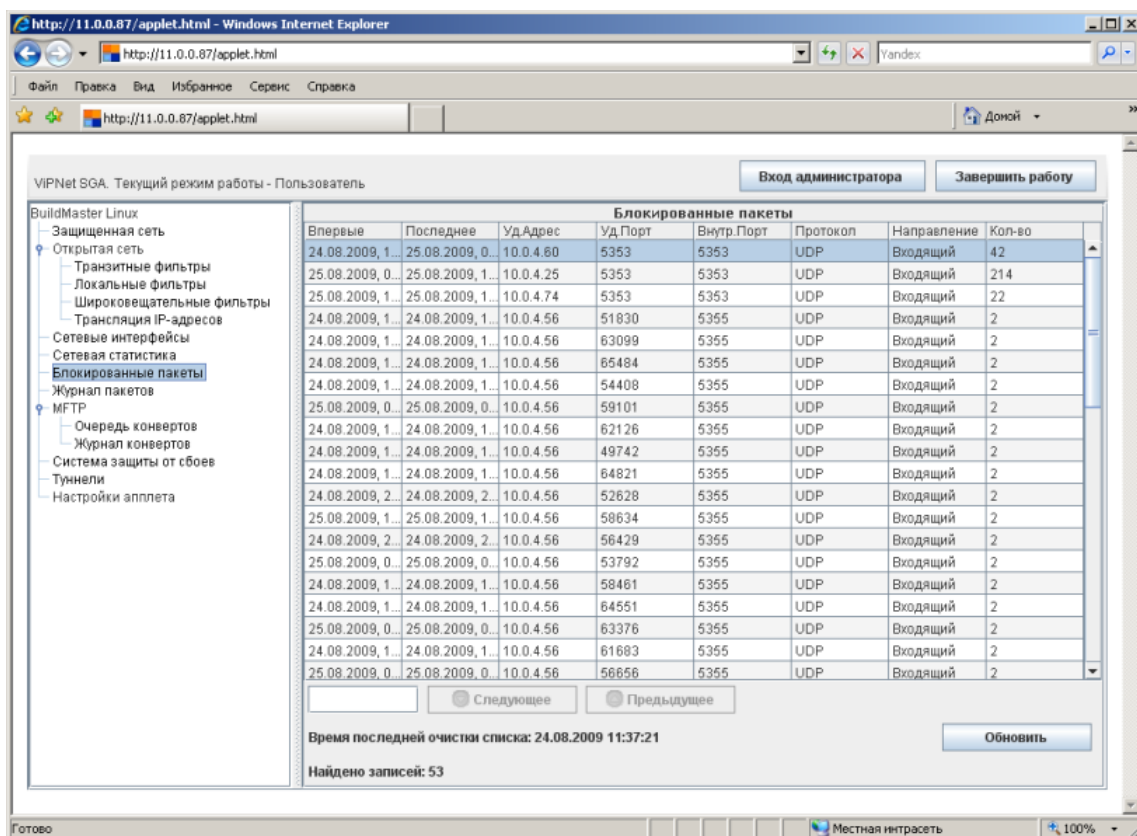 http://11.0.0.87/applet.html - Windows Internet Explorer
http://11.0.0.87/applet.html
Yandex
Файл Правка Вид Избранное Сервис Справка
http://11.0.0.87/applet.html
Домой
ViPNet SGA. Текущий режим работы - Пользователь
Вход администратора
Завершить работу
BuildMaster Linux
Защищенная сеть
Открытая сеть
Транзитные фильтры
Локальные фильтры
Широковещательные фильтры
Трансляция IP-адресов
Сетевые интерфейсы
Сетевая статистика
Блокированные пакеты
Журнал пакетов
MFTP
Очередь конвертов
Журнал конвертов
Система защиты от сбоев
Туннели
Настройки апплета
Блокированные пакеты
Впервые Последнее Уд.Адрес Уд.Порт Внутр.Порт Протокол Направление Кол-во
24.08.2009, 1... 25.08.2009, 0... 10.0.4.60 5353 5353 UDP Входящий 42
25.08.2009, 0... 25.08.2009, 1... 10.0.4.25 5353 5353 UDP Входящий 214
25.08.2009, 1... 25.08.2009, 1... 10.0.4.74 5353 5353 UDP Входящий 22
24.08.2009, 1... 24.08.2009, 1... 10.0.4.56 51830 5355 UDP Входящий 2
24.08.2009, 1... 24.08.2009, 1... 10.0.4.56 63099 5355 UDP Входящий 2
24.08.2009, 1... 24.08.2009, 1... 10.0.4.56 65484 5355 UDP Входящий 2
24.08.2009, 1... 24.08.2009, 1... 10.0.4.56 54408 5355 UDP Входящий 2
25.08.2009, 0... 25.08.2009, 0... 10.0.4.56 59101 5355 UDP Входящий 2
24.08.2009, 1... 24.08.2009, 1... 10.0.4.56 62126 5355 UDP Входящий 2
24.08.2009, 1... 24.08.2009, 1... 10.0.4.56 49742 5355 UDP Входящий 2
24.08.2009, 1... 24.08.2009, 1... 10.0.4.56 64821 5355 UDP Входящий 2
24.08.2009, 2... 24.08.2009, 2... 10.0.4.56 52628 5355 UDP Входящий 2
25.08.2009, 1... 25.08.2009, 1... 10.0.4.56 58634 5355 UDP Входящий 2
24.08.2009, 2... 24.08.2009, 2... 10.0.4.56 56429 5355 UDP Входящий 2
25.08.2009, 0... 25.08.2009, 0... 10.0.4.56 53792 5355 UDP Входящий 2
24.08.2009, 1... 24.08.2009, 1... 10.0.4.56 58461 5355 UDP Входящий 2
24.08.2009, 1... 24.08.2009, 1... 10.0.4.56 64551 5355 UDP Входящий 2
25.08.2009, 0... 25.08.2009, 0... 10.0.4.56 63376 5355 UDP Входящий 2
24.08.2009, 1... 24.08.2009, 1... 10.0.4.56 61683 5355 UDP Входящий 2
25.08.2009, 0... 25.08.2009, 0... 10.0.4.56 56656 5355 UDP Входящий 2
Следующее Предыдущее
Время последней очистки списка: 24.08.2009 11:37:21
Обновить
Найдено записей: 53
Готово Местная интрасеть 100%